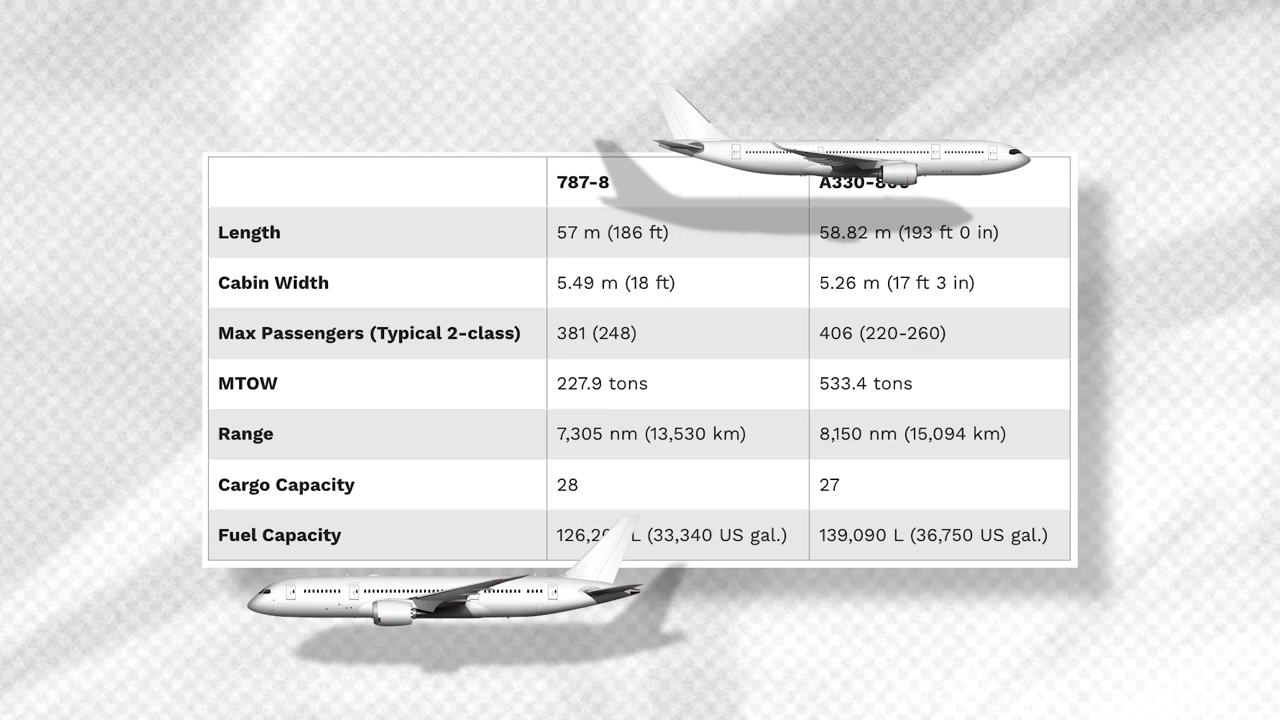 787-8
Length 57 m (186 ft) 58.82 m (193 ft 0 in)
Cabin Width 5.49 m (18 ft) 5.26 m (17 ft 3 in)
Max Passengers (Typical 2-class) 381 (248) 406 (220-260)
MTOW 227.9 tons 533.4 tons
Range 7,305 nm (13,530 km) 8,150 nm (15,094 km)
Cargo Capacity 28 27
Fuel Capacity L (33,340 US gal.) 139,090 L (36,750 US gal.)